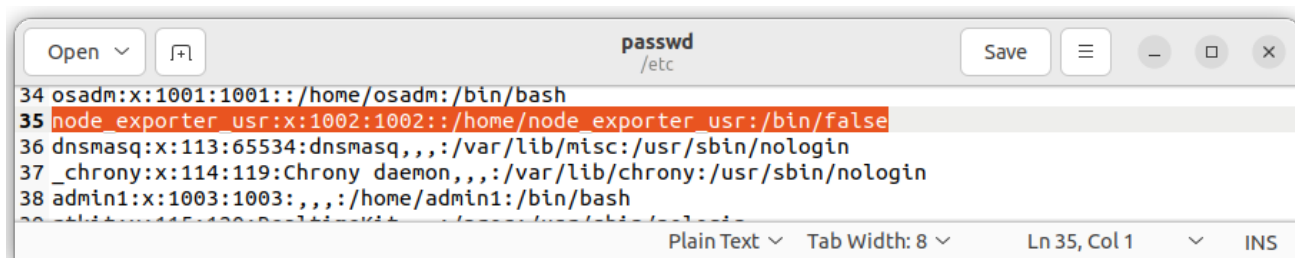 Open
passwd
/etc
Save
34 osadm:x:1001:1001::/home/osadm:/bin/bash
35 node_exporter_usr:x:1002:1002::/home/node_exporter_usr:/bin/false
36 dnsmasq:x:113:65534:dnsmasq,,,:/var/lib/misc:/usr/sbin/nologin
37 _chrony:x:114:119:Chrony daemon,,,:/var/lib/chrony:/usr/sbin/nologin
38 admin1:x:1003:1003:,,,:/home/admin1:/bin/bash
Plain Text Tab Width: 8 Ln 35, Col 1 INS